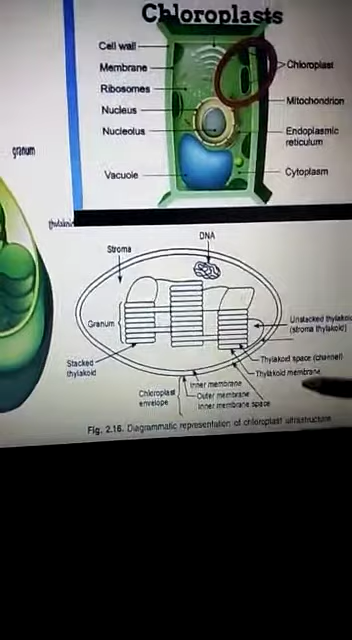 Chloroplasts
Cell wall
Membrane
Ribosomes
Nucleus
Nucleolus
Vacuole
Chloroplast
Mitochondrion
Endoplasmic
reticulum
Cytoplasm
granum
thylakoid
Stroma
DNA
Granum
Stacked
thylakoid
Unstacked thylakoid
(stroma thylakoid)
Thylakoid space (channel)
Thylakoid membrane
Inner membrane
Outer membrane
Inner membrane space
Chloroplast
envelope
Fig. 2.16. Diagrammatic representation of chloroplast ultrastructure